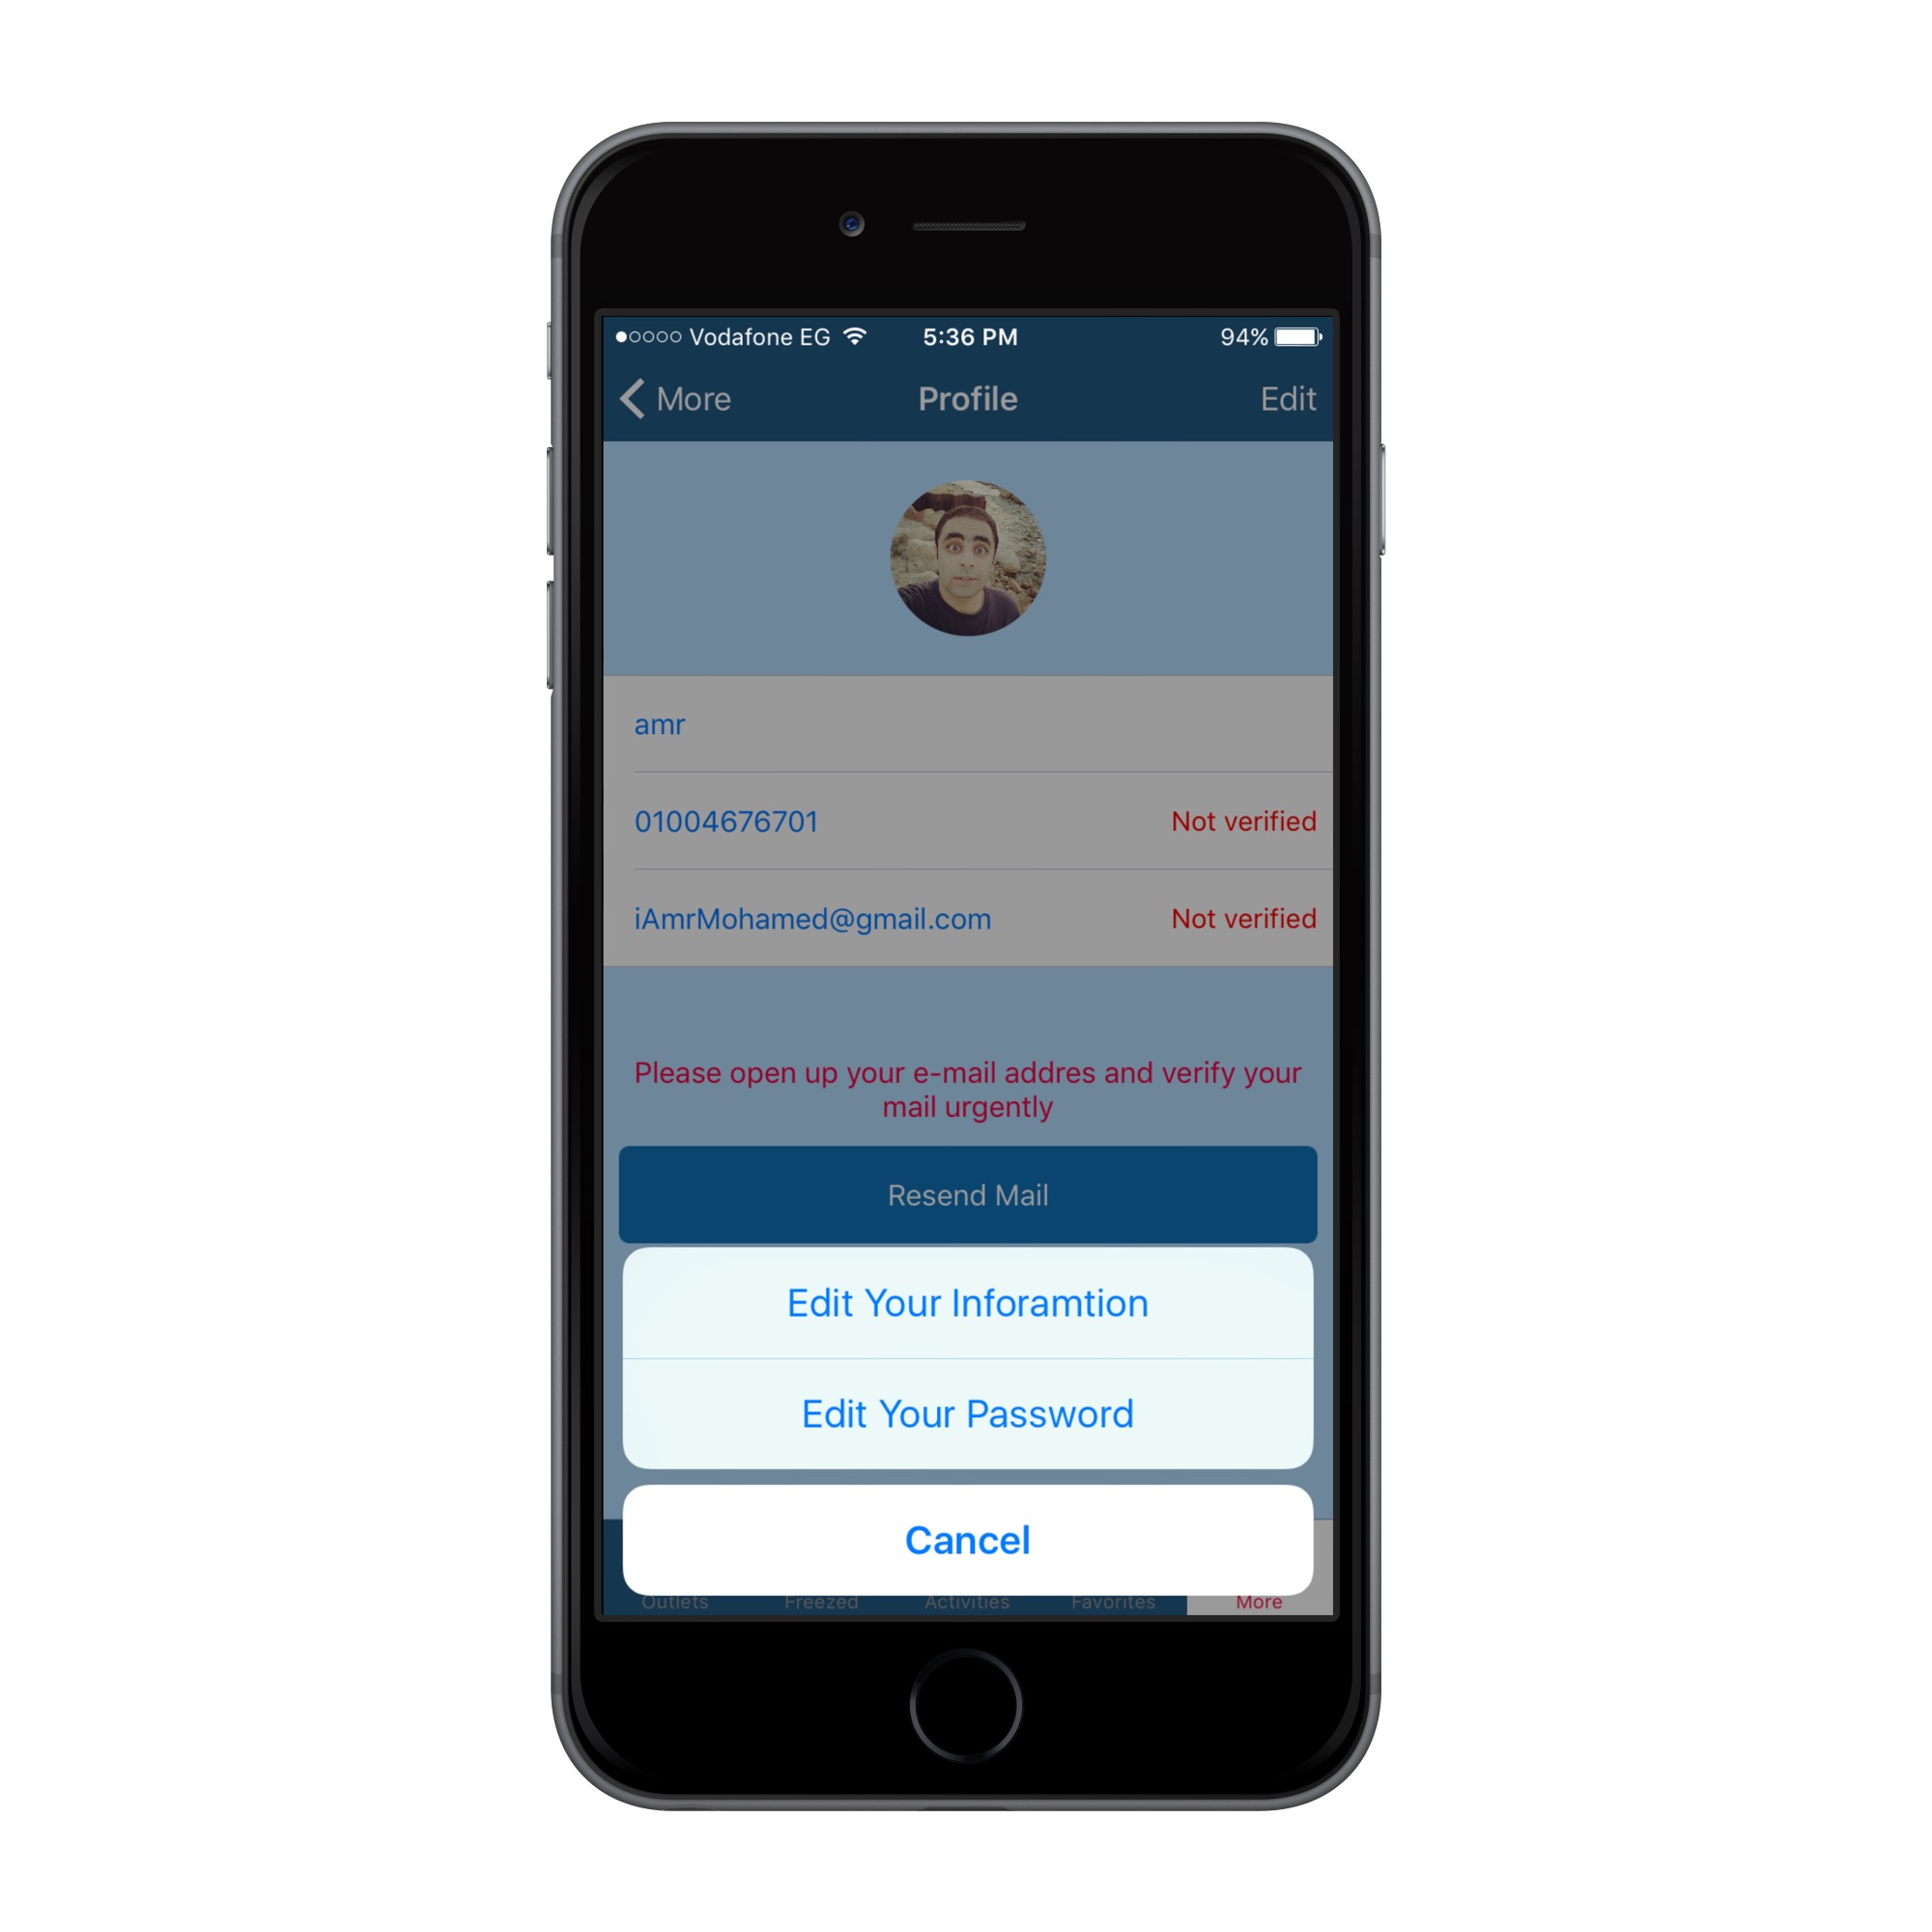 Vodafone EG 5:36 PM 94%
More Profile Edit
amr
01004676701 Not verified
iAmrMohamed@gmail.com Not verified
Please open up your e-mail addres and verify your
mail urgently
Resend Mail
Edit Your Inforamtion
Edit Your Password
Cancel
Outlets Freezed Activities Favorites More